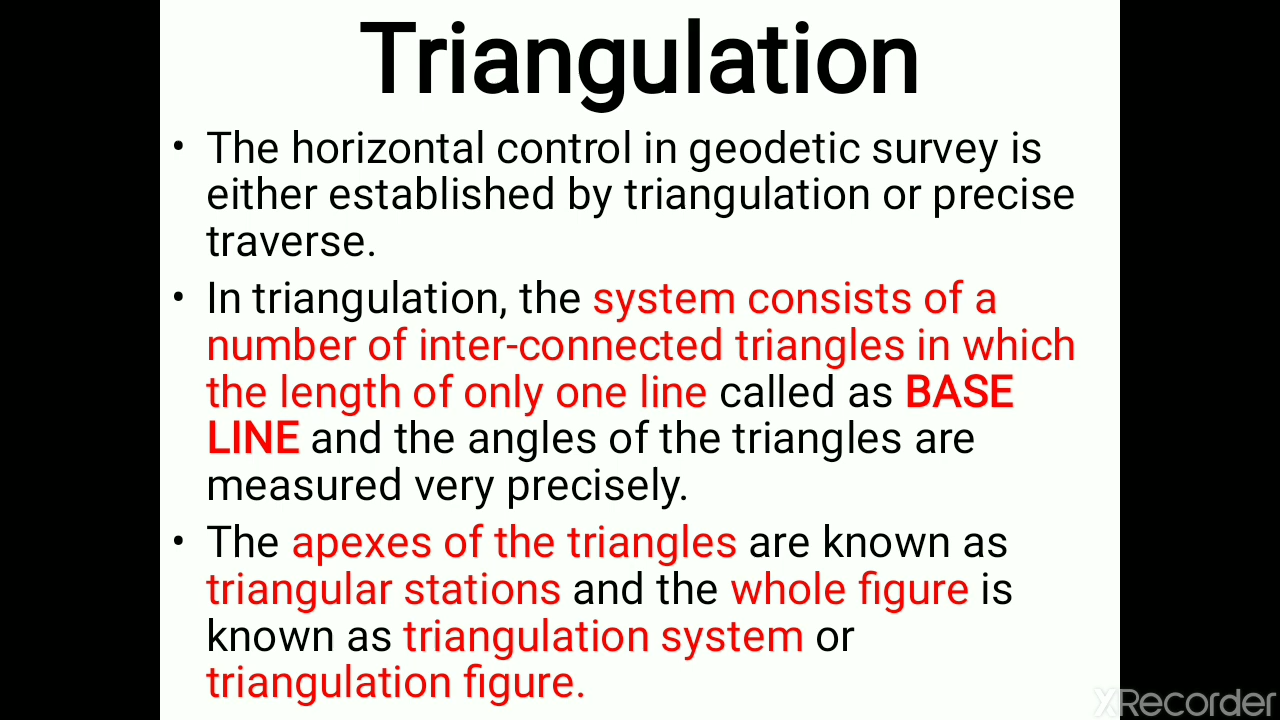 Triangulation
• The horizontal control in geodetic survey is
either established by triangulation or precise
traverse.
• In triangulation, the system consists of a
number of inter-connected triangles in which
the length of only one line called as BASE
LINE and the angles of the triangles are
measured very precisely.
• The apexes of the triangles are known as
triangular stations and the whole figure is
known as triangulation system or
triangulation figure.
XRecorder